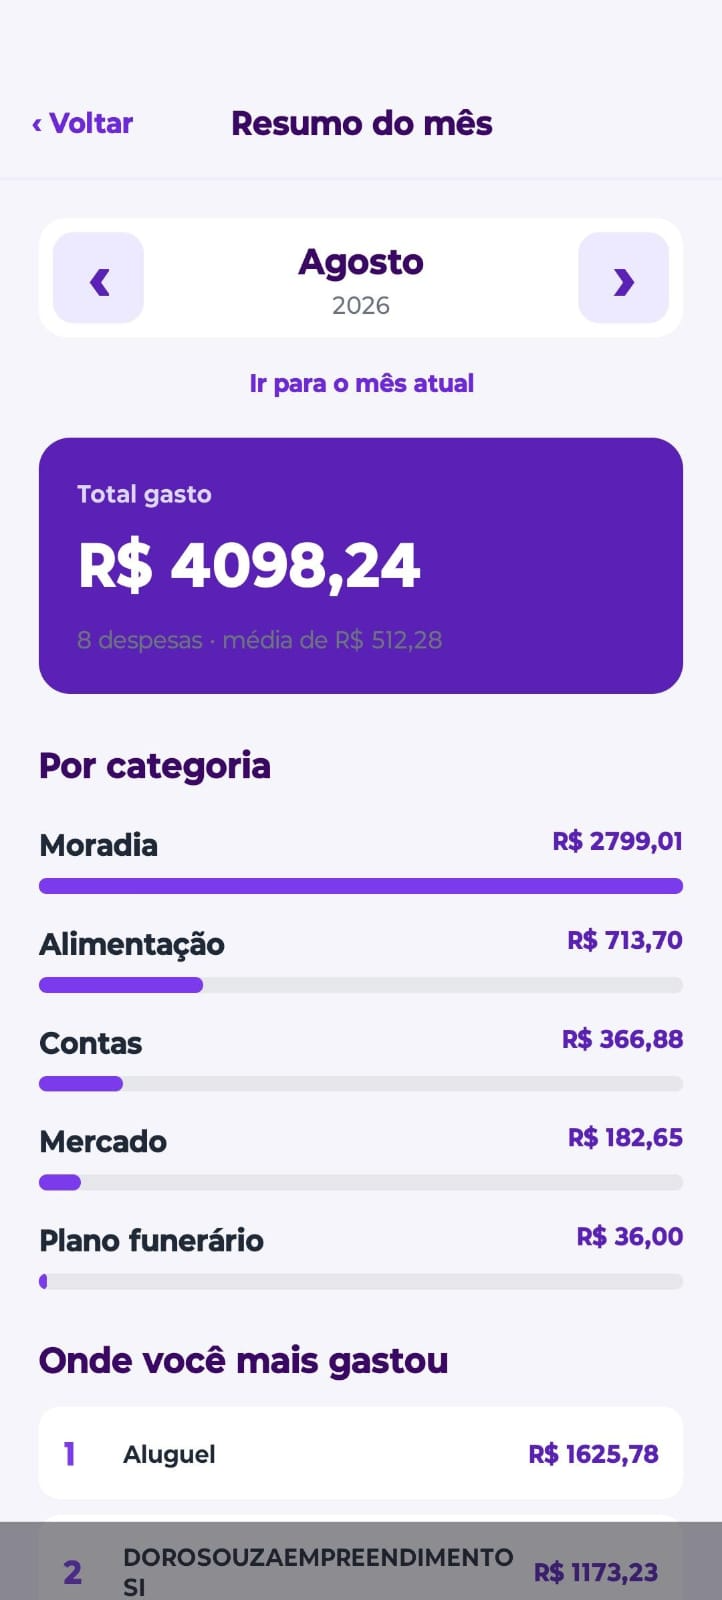 ‹ Voltar
Resumo do mês
‹
Agosto
2026
›
Ir para o mês atual
Total gasto
R$ 4098,24
8 despesas · média de R$ 512,28
Por categoria
Moradia
R$ 2799,01
Alimentação
R$ 713,70
Contas
R$ 366,88
Mercado
R$ 182,65
Plano funerário
R$ 36,00
Onde você mais gastou
1
Aluguel
R$ 1625,78
2
DOROSOUZAEMPREENDIMENTO
SI
R$ 1173,23